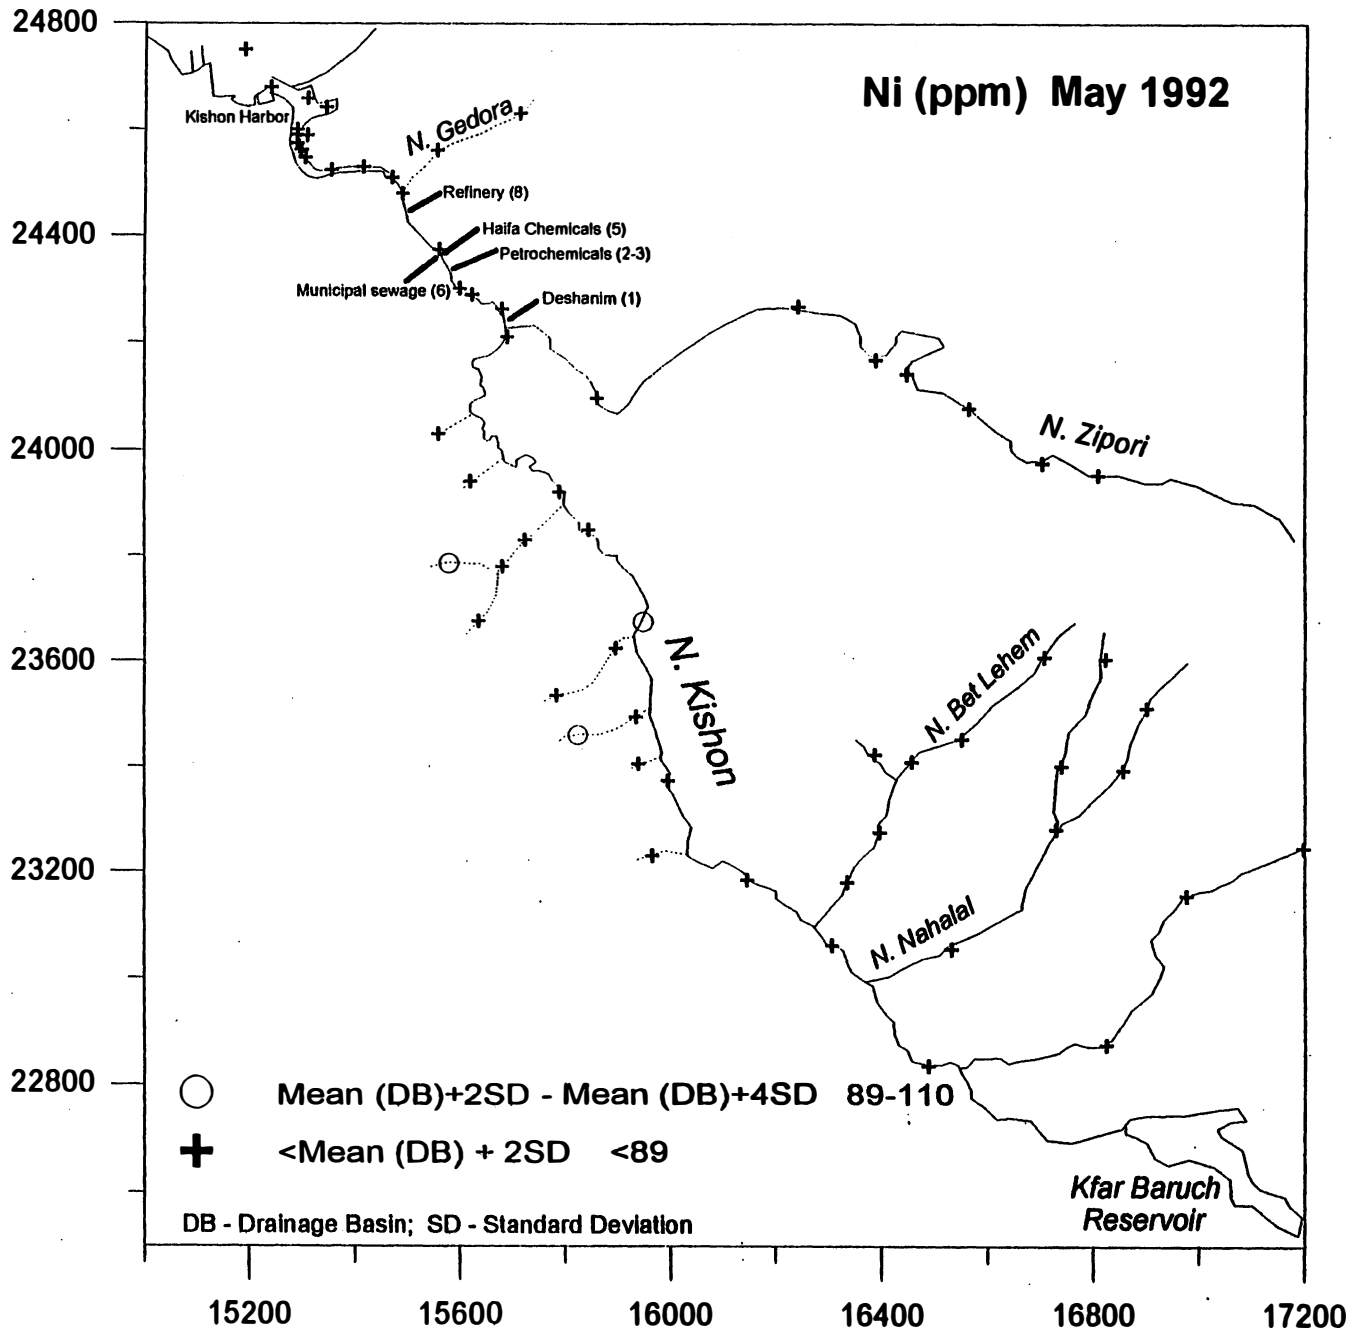 24800
Ni (ppm) May 1992
Kishon Harbor
N. Gedora
Refinery (8)
24400
Haifa Chemicals (5)
Petrochemicals (2-3)
Municipal sewage (6)
Deshanim (1)
24000
N. Zipori
23600
N. Kishon
N. Bet Lehem
23200
N. Nahalal
22800
Mean (DB)+2SD - Mean (DB)+4SD 89-110
<Mean (DB) + 2SD <89
Kfar Baruch
Reservoir
DB - Drainage Basin; SD - Standard Deviation
15200 15600 16000 16400 16800 17200